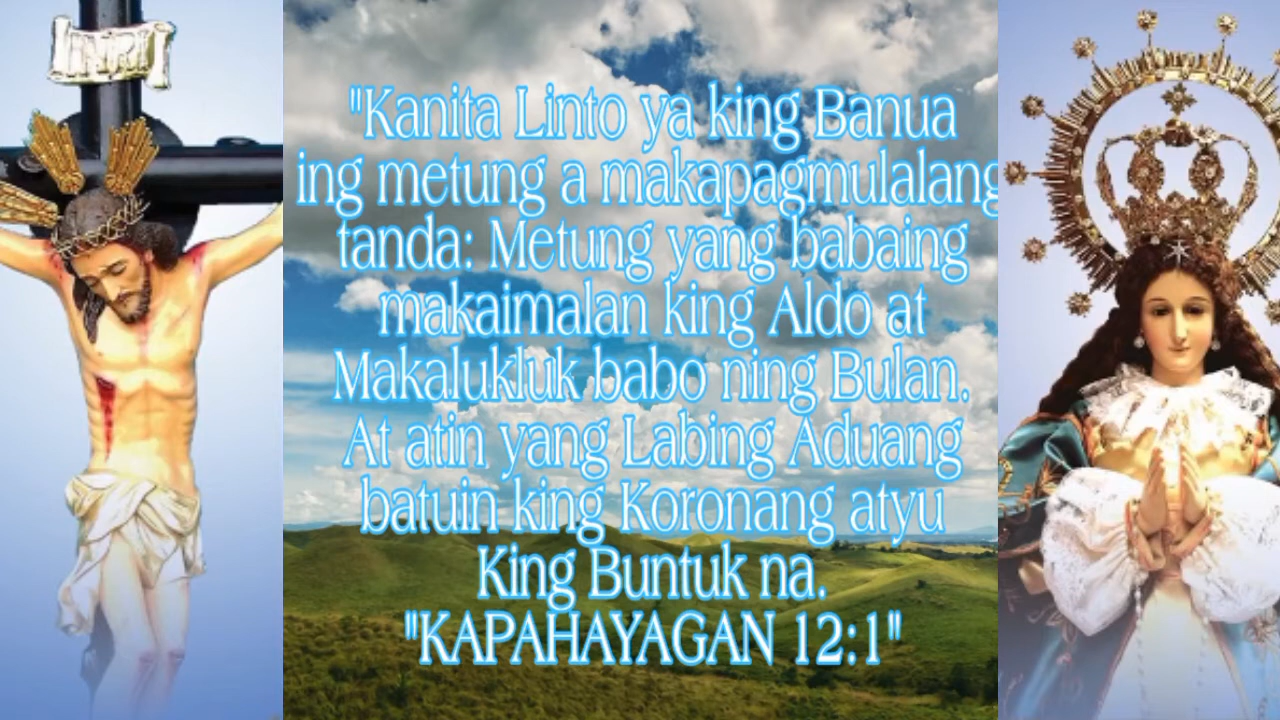 INRI
"Kanita Linto ya king Banua
ing metung a makapagmulalang
tanda: Metung yang babaing
makaimalan king Aldo at
Makalukluk babo ning Bulan.
At atin yang Labing Aduang
batuin king Koronang atyu
King Buntuk na.
"KAPAHAYAGAN 12:1"